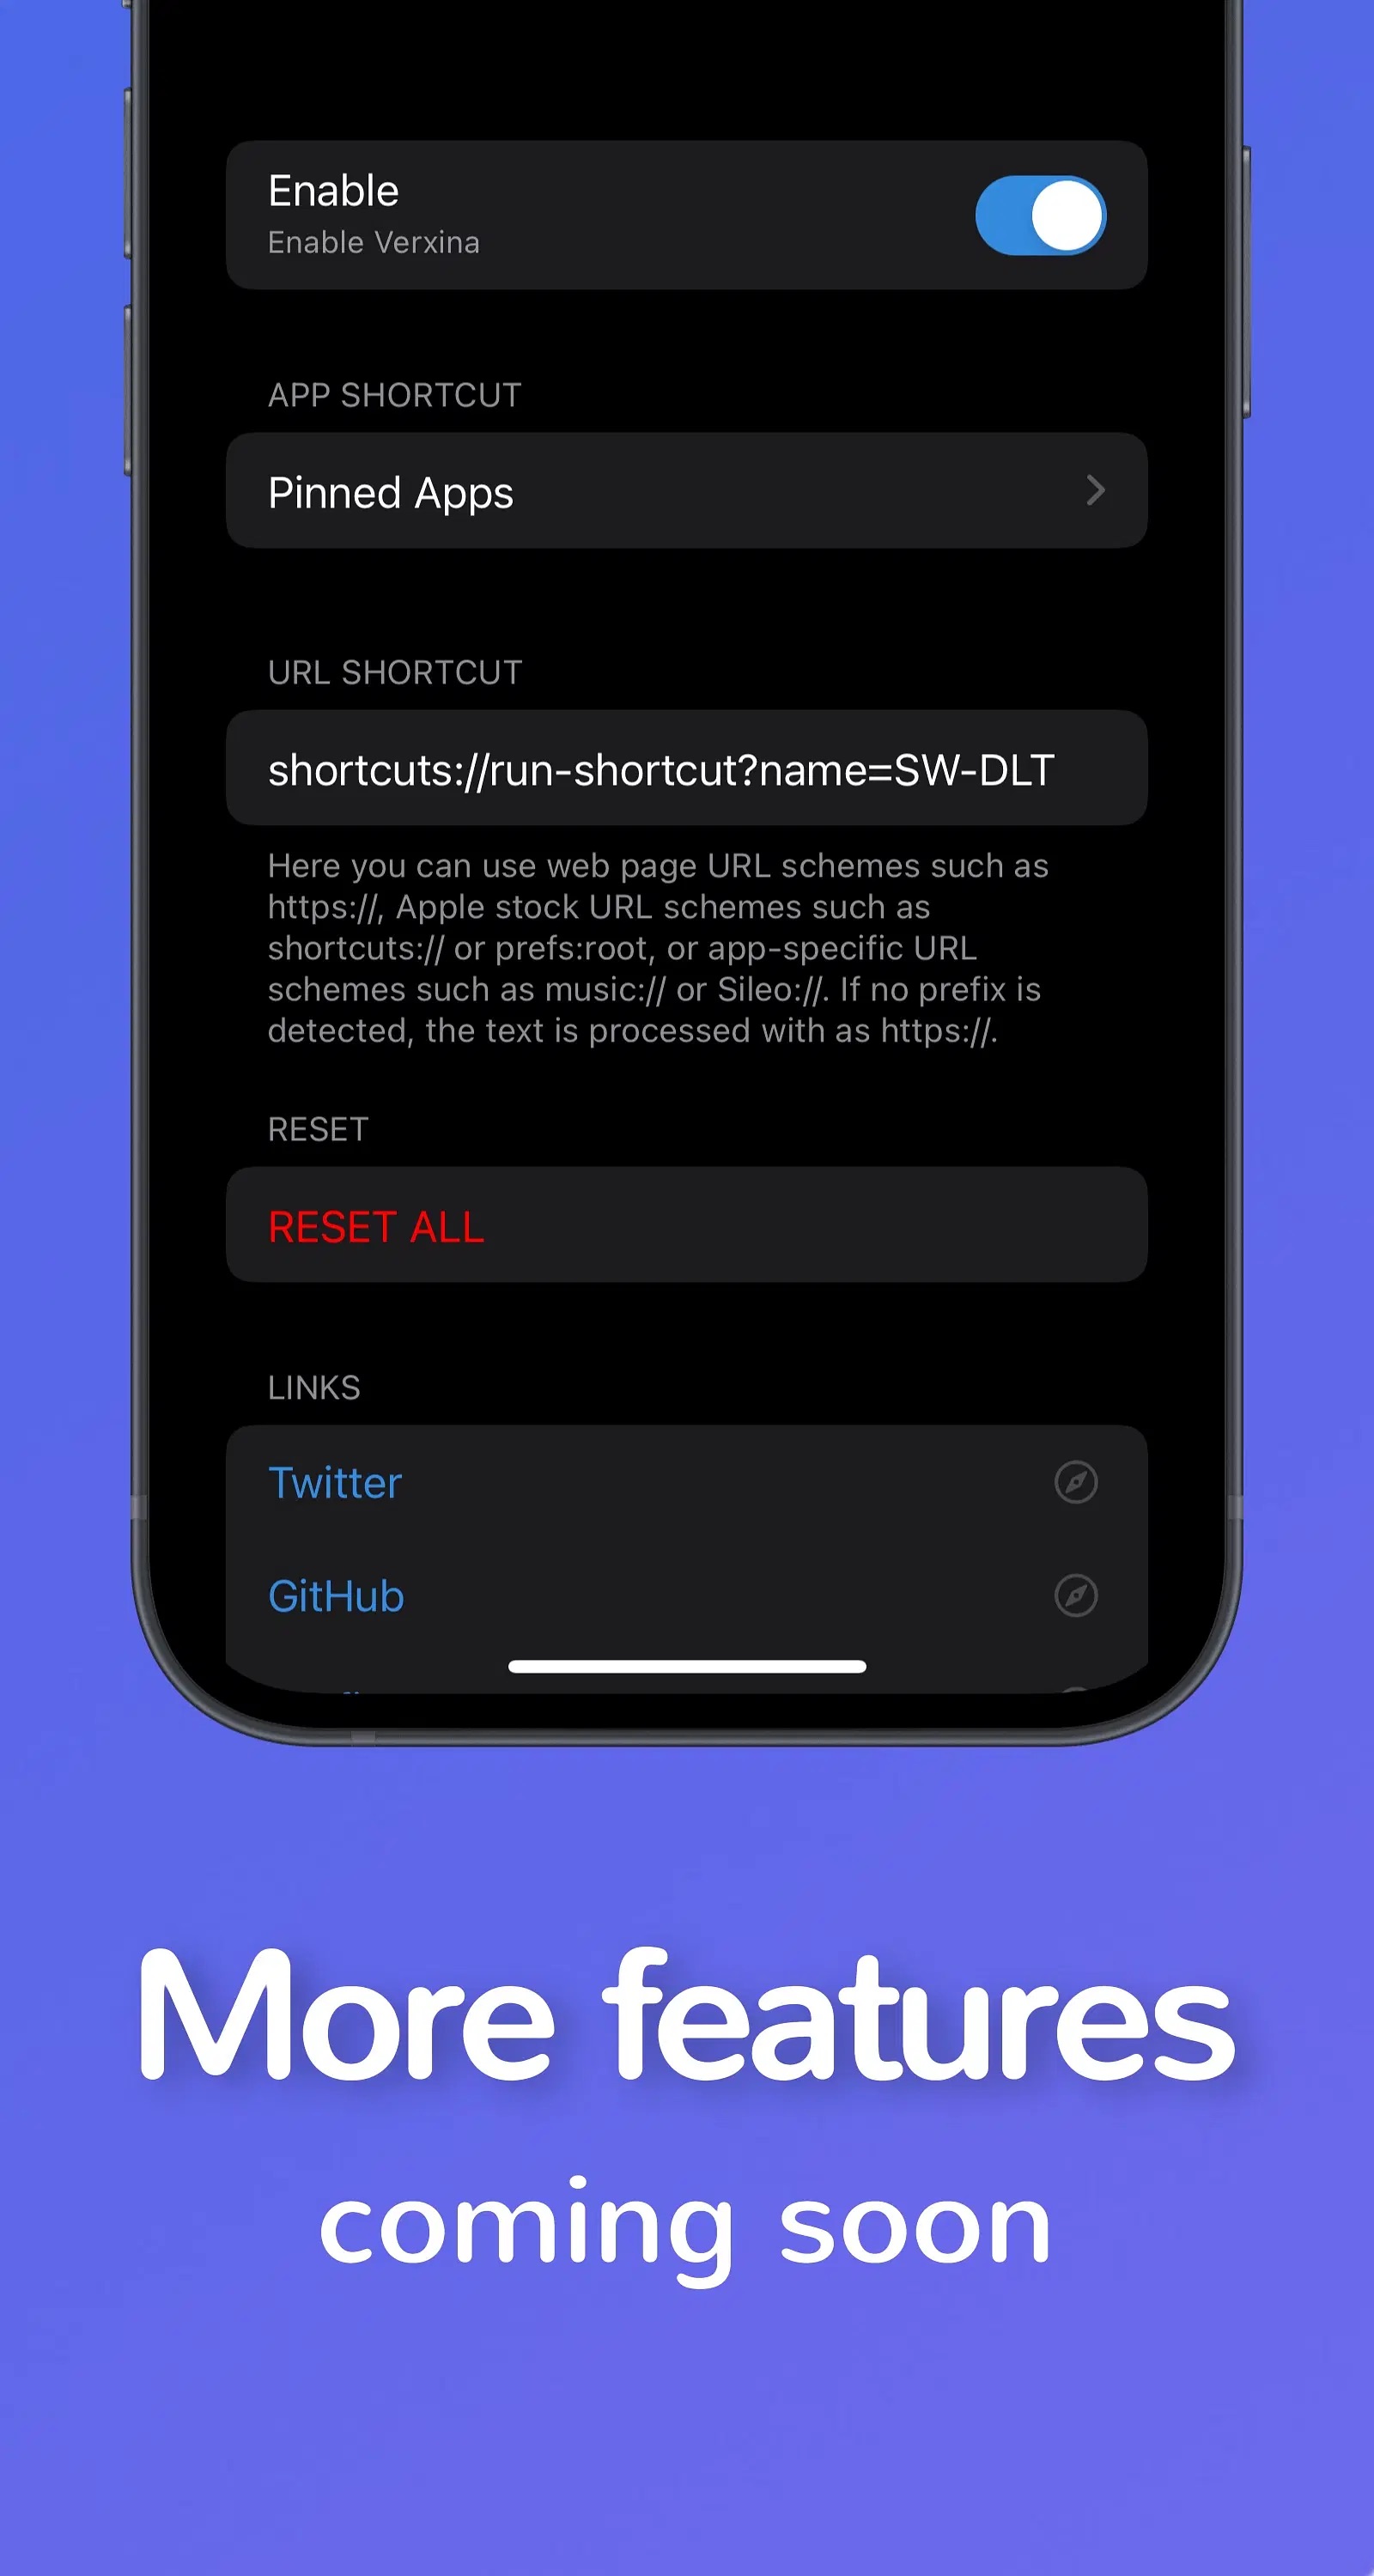 Enable
Enable Verxina
APP SHORTCUT
Pinned Apps
URL SHORTCUT
shortcuts://run-shortcut?name=SW-DLT
Here you can use web page URL schemes such as
https://, Apple stock URL schemes such as
shortcuts:// or prefs:root, or app-specific URL
schemes such as music:// or Sileo://. If no prefix is
detected, the text is processed with as https://.
RESET
RESET ALL
LINKS
Twitter
GitHub
More features
coming soon